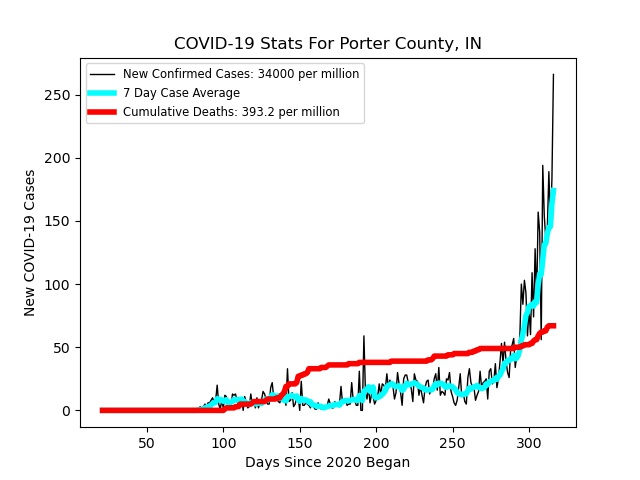 COVID-19 Stats For Porter County, IN
New Confirmed Cases: 34000 per million
7 Day Case Average
Cumulative Deaths: 393.2 per million
New COVID-19 Cases
250
200
150
100
50
0
50 100 150 200 250 300
Days Since 2020 Began